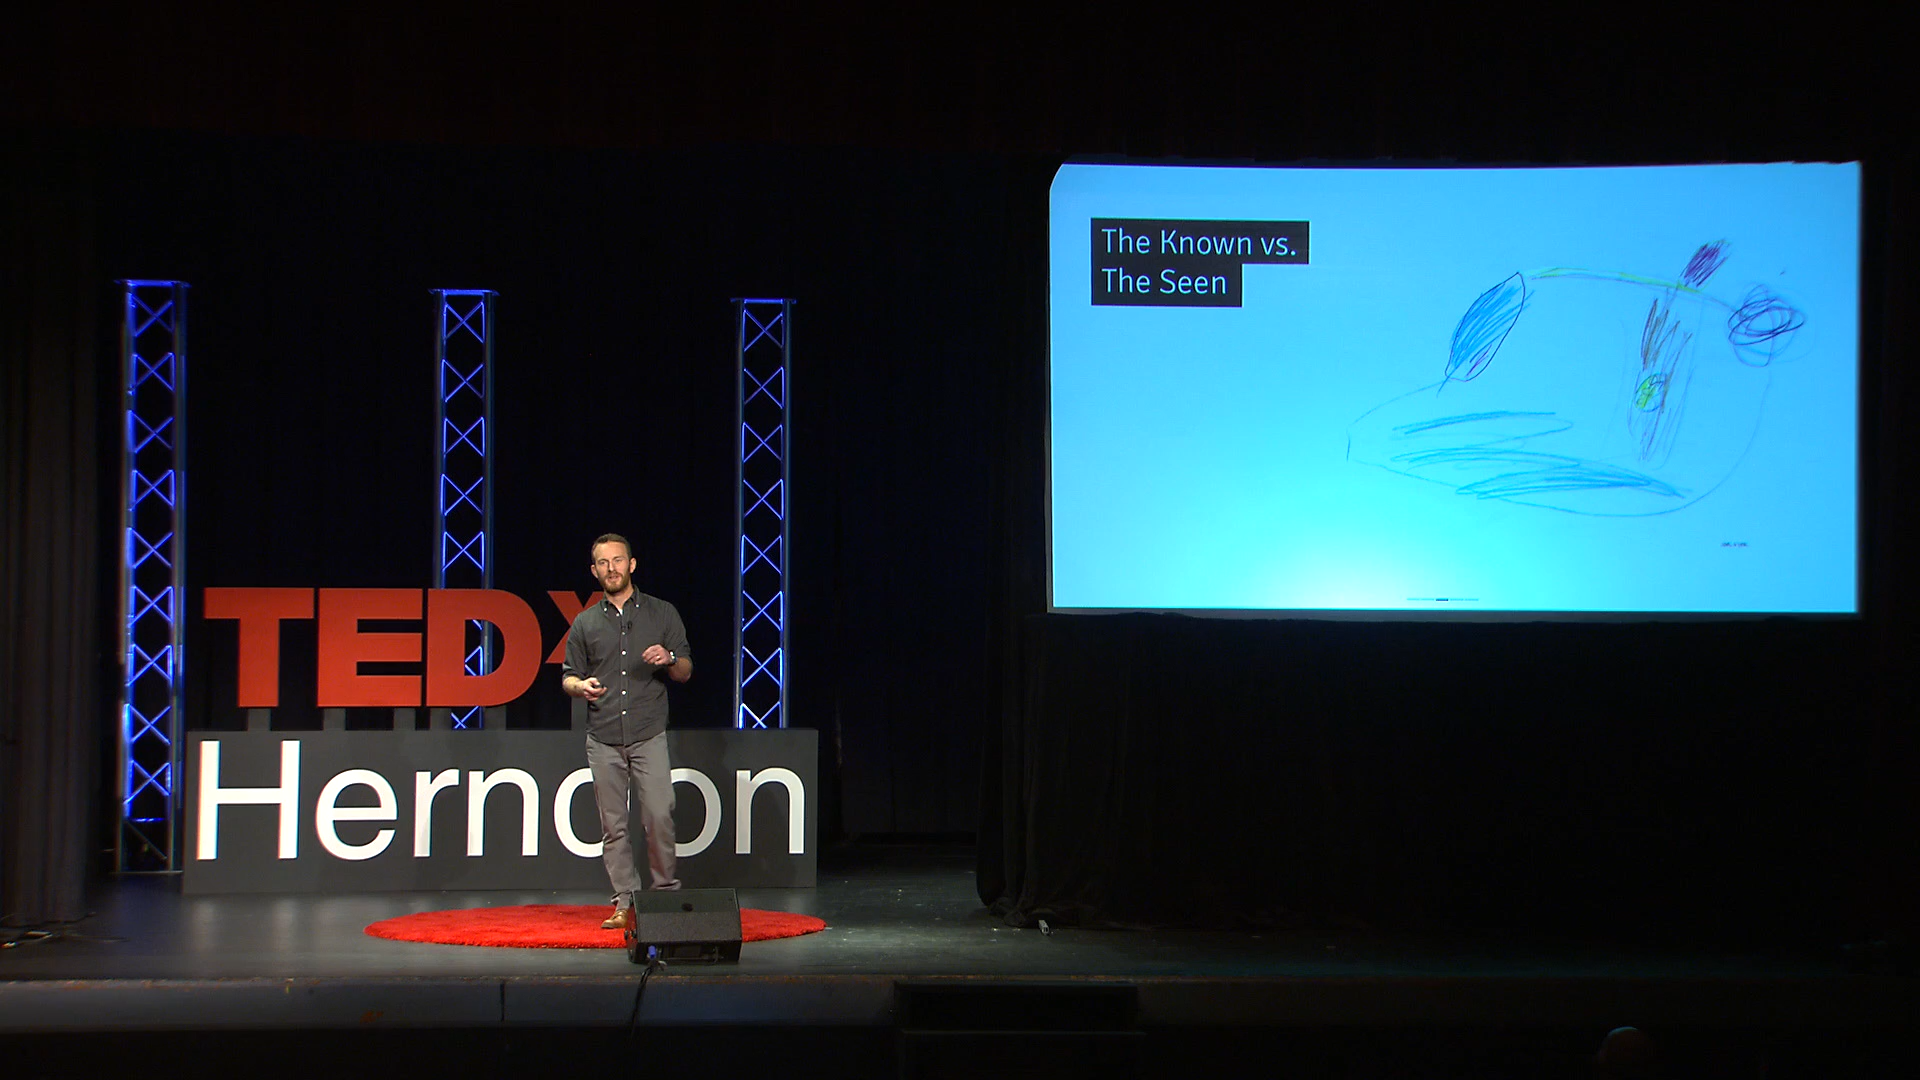 TEDx
Herndon
The Known vs.
The Seen